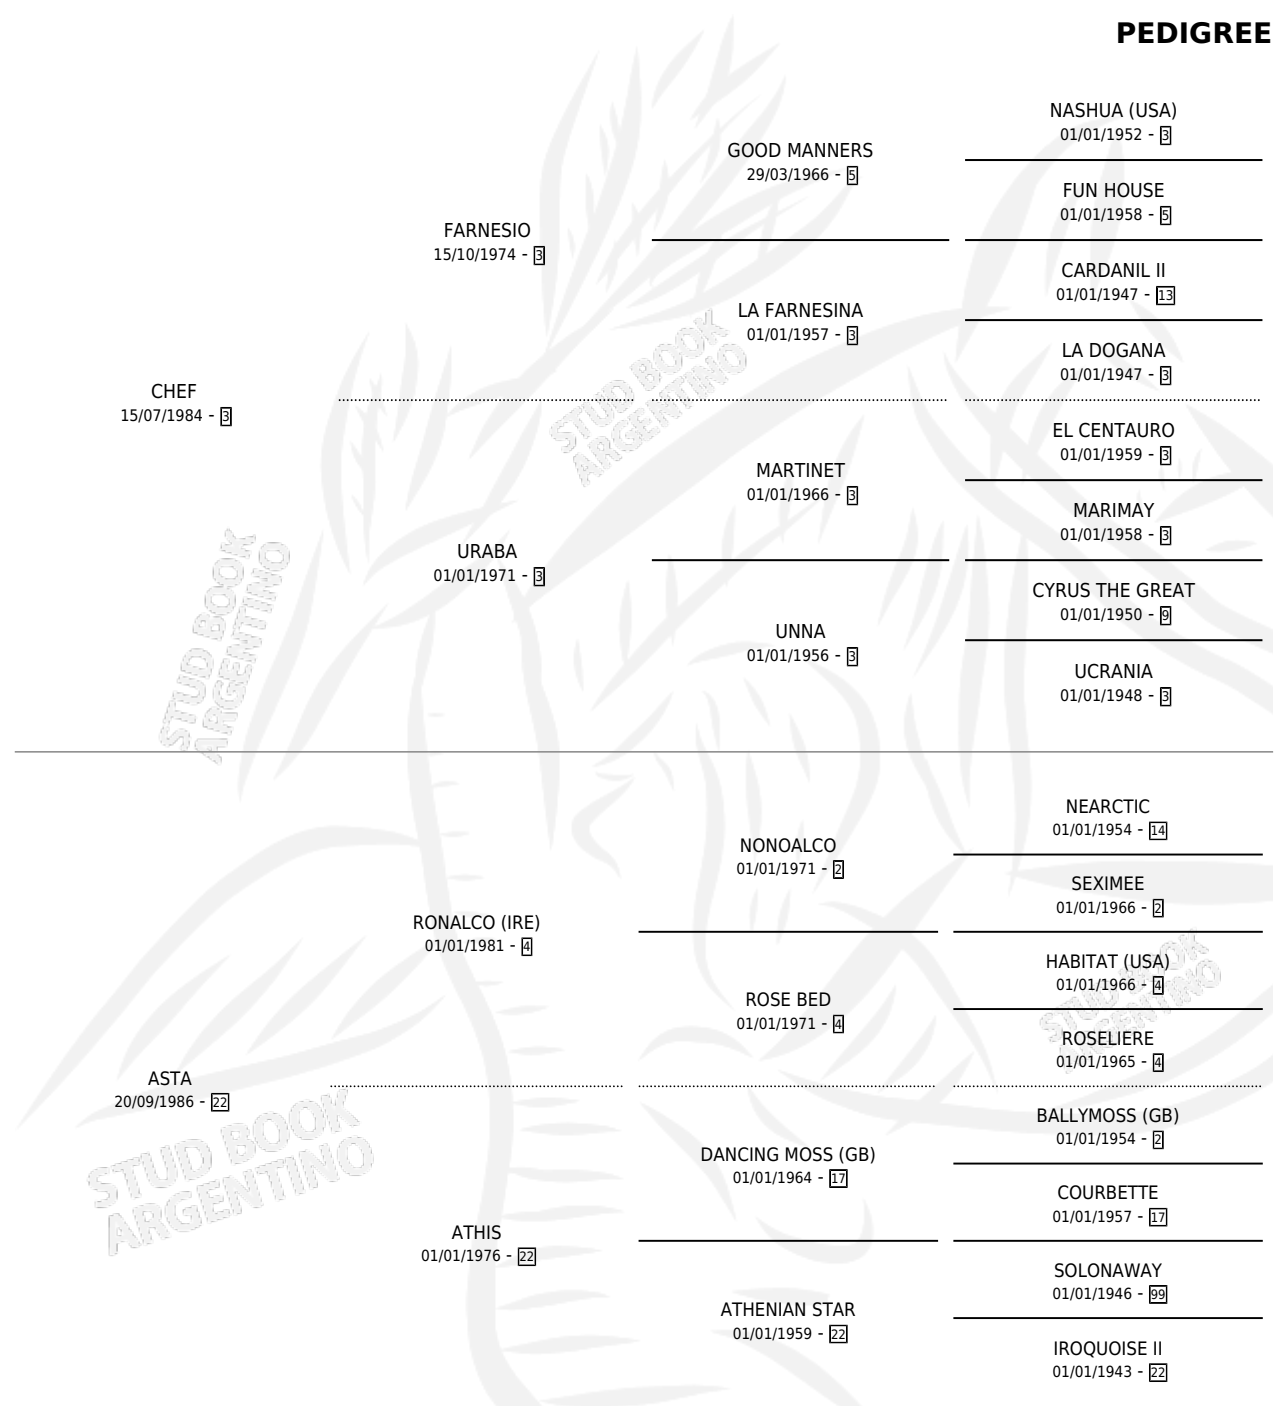 PEDIGREE
NASHUA (USA)
01/01/1952 - 3
GOOD MANNERS
29/03/1966 - 5
FUN HOUSE
01/01/1958 - 5
FARNESIO
15/10/1974 - 3
CARDANIL II
01/01/1947 - 13
LA FARNESINA
01/01/1957 - 3
LA DOGANA
01/01/1947 - 3
CHEF
15/07/1984 - 3
EL CENTAURO
01/01/1959 - 3
MARTINET
01/01/1966 - 3
MARIMAY
01/01/1958 - 3
URABA
01/01/1971 - 3
CYRUS THE GREAT
01/01/1950 - 9
UNNA
01/01/1956 - 3
UCRANIA
01/01/1948 - 3
NEARCTIC
01/01/1954 - 14
NONOALCO
01/01/1971 - 2
SEXIMEE
01/01/1966 - 2
RONALCO (IRE)
01/01/1981 - 4
HABITAT (USA)
01/01/1966 - 4
ROSE BED
01/01/1971 - 4
ROSELIERE
01/01/1965 - 4
ASTA
20/09/1986 - 22
BALLYMOSS (GB)
01/01/1954 - 2
DANCING MOSS (GB)
01/01/1964 - 17
COURBETTE
01/01/1957 - 17
ATHIS
01/01/1976 - 22
SOLONAWAY
01/01/1946 - 99
ATHENIAN STAR
01/01/1959 - 22
IROQUOISE II
01/01/1943 - 22
STUD BOOK
ARGENTINO
STUD BOOK
ARGENTINO
STUD BOOK
ARGENTINO
STUD BOOK
ARGENTINO